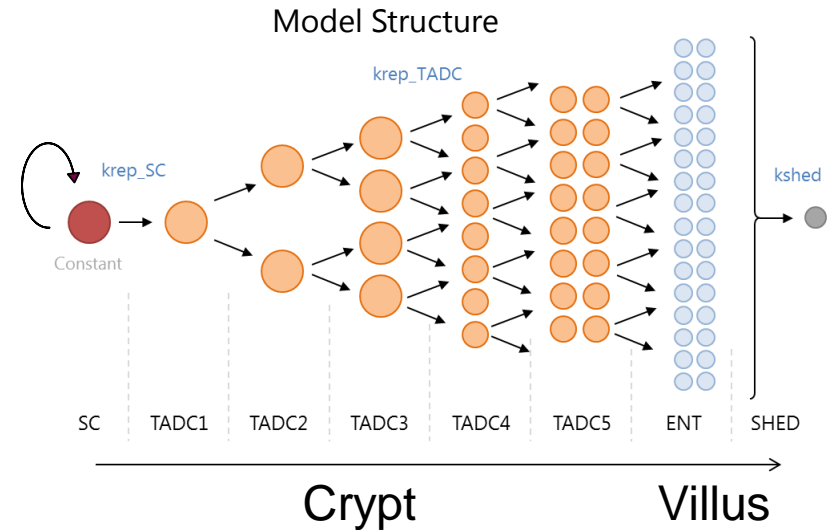 Model Structure
krep_TADC
krep_SC
kshed
Constant
SC TADC1 TADC2 TADC3 TADC4 TADC5 ENT SHED
Crypt Villus